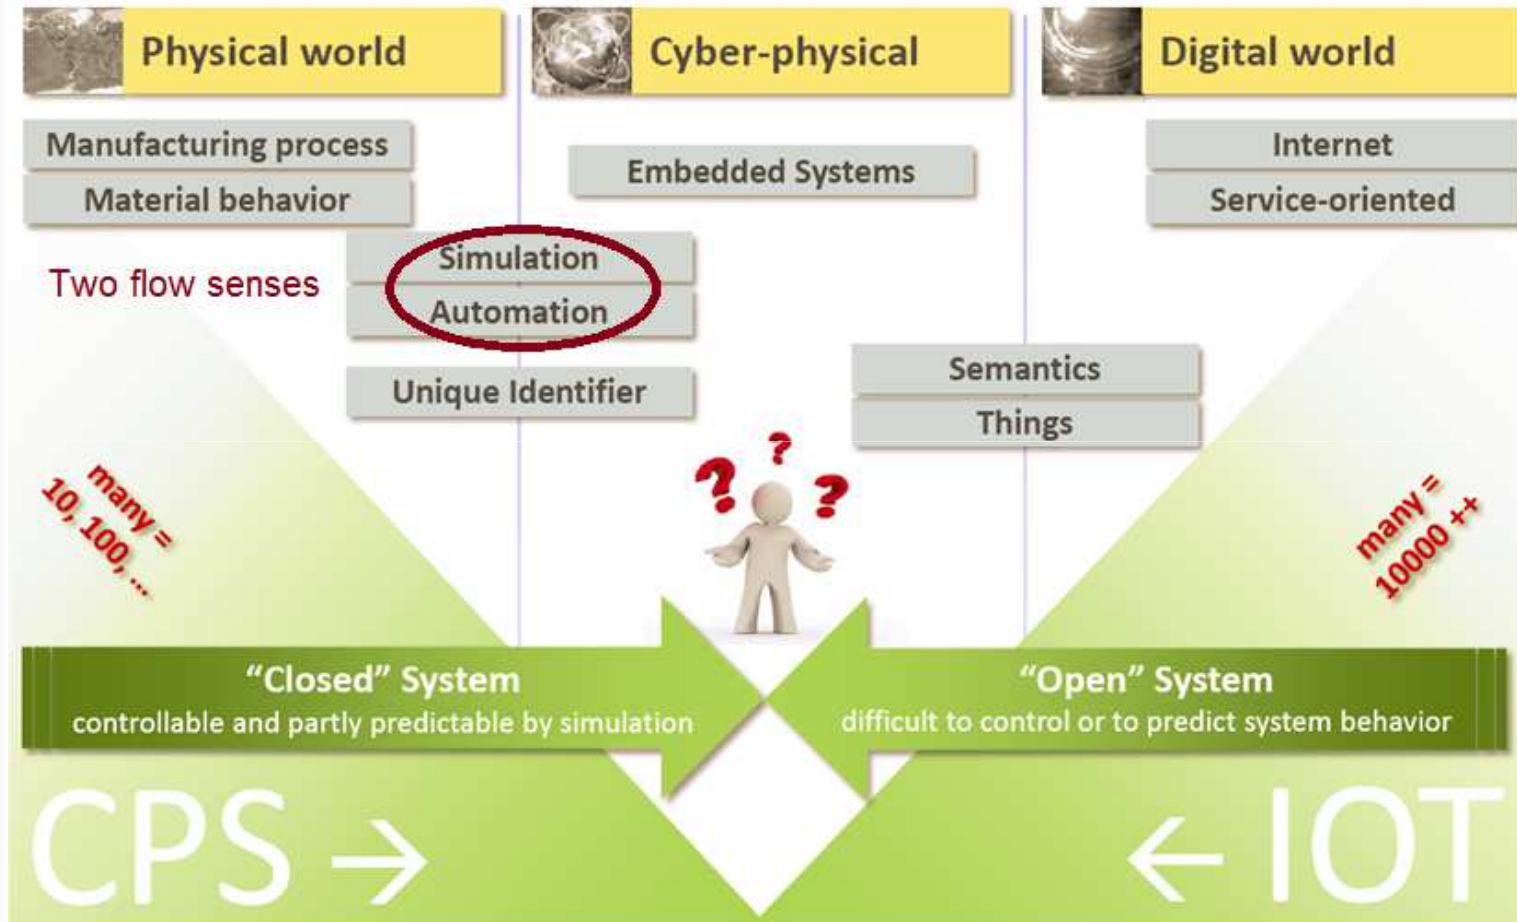 Physical world
Cyber-physical
Digital world
Manufacturing process
Material behavior
Embedded Systems
Internet
Service-oriented
Two flow senses
Simulation
Automation
Unique Identifier
Semantics
Things
many =
10, 100, ...
? ? ?
many =
10000 ++
“Closed” System
controllable and partly predictable by simulation
“Open” System
difficult to control or to predict system behavior
CPS →
← IOT